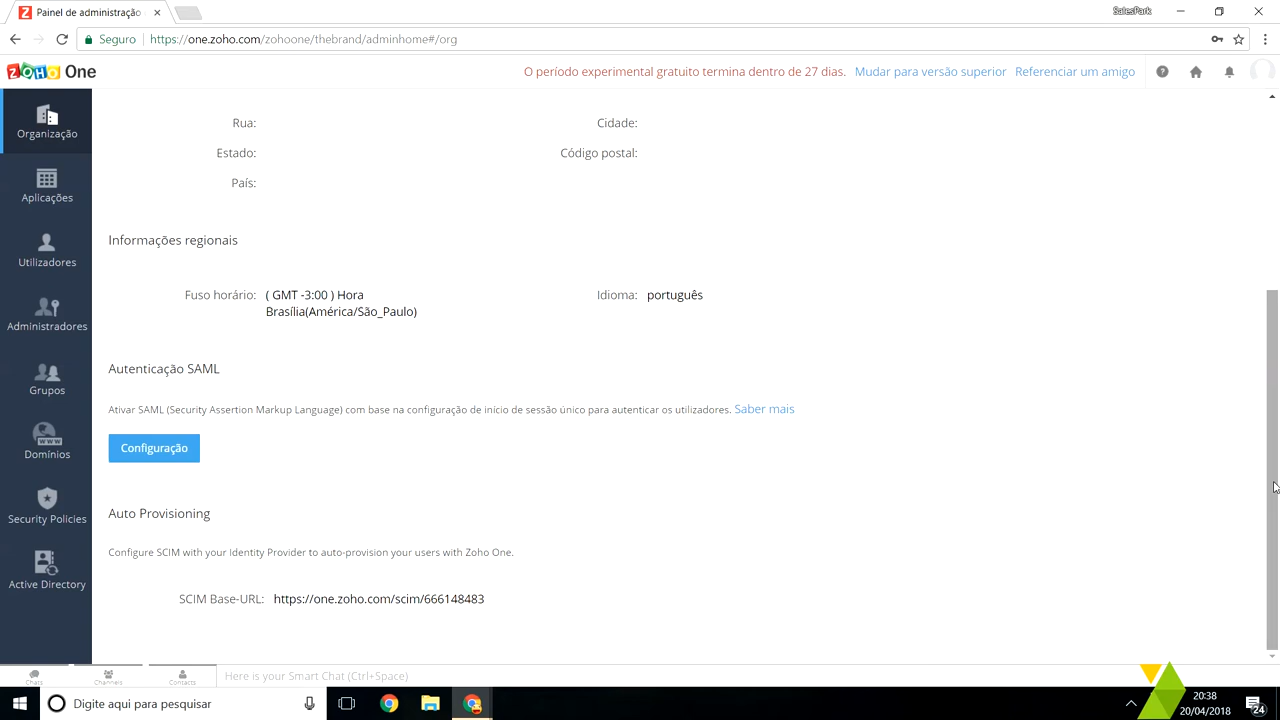 Painel de administração
SalesPark
Seguro
https://one.zoho.com/zohoone/thebrand/adminhome#/org
ZOHO One
O período experimental gratuito termina dentro de 27 dias. Mudar para versão superior Referenciar um amigo
Organização
Aplicações
Utilizadores
Administradores
Grupos
Domínios
Security Policies
Active Directory
Rua: Cidade:
Estado: Código postal:
País:
Informações regionais
Fuso horário: ( GMT -3:00 ) Hora Idioma: português
Brasília(América/São_Paulo)
Autenticação SAML
Ativar SAML (Security Assertion Markup Language) com base na configuração de início de sessão único para autenticar os utilizadores. Saber mais
Configuração
Auto Provisioning
Configure SCIM with your Identity Provider to auto-provision your users with Zoho One.
SCIM Base-URL: https://one.zoho.com/scim/666148483
Chats Channels Contacts Here is your Smart Chat (Ctrl+Space)
Digite aqui para pesquisar
20:38
20/04/2018
24